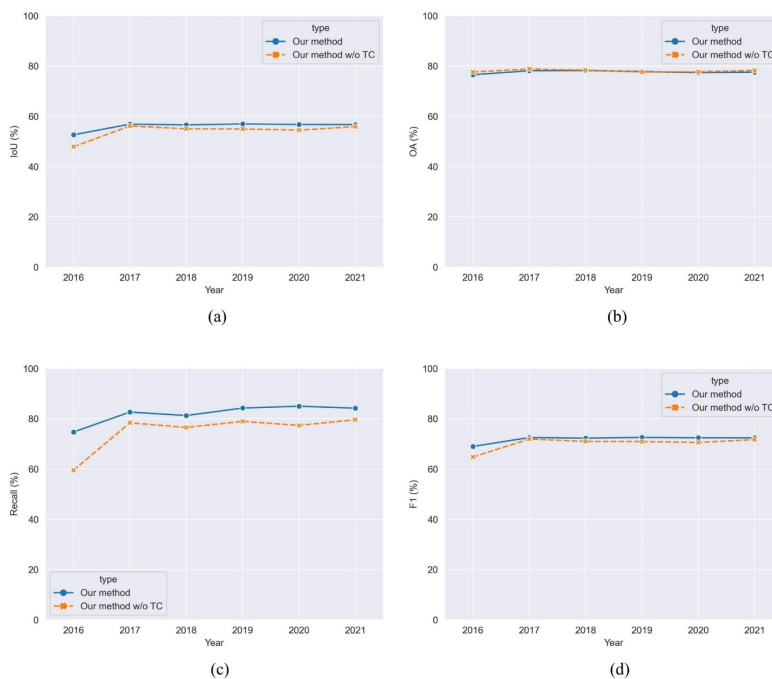 100
80
60
40
20
0
IoU (%)
type
Our method
Our method w/o TC
2016 2017 2018 2019 2020 2021
Year
(a)
100
80
60
40
20
0
OA (%)
type
Our method
Our method w/o TC
2016 2017 2018 2019 2020 2021
Year
(b)
100
80
60
40
20
0
Recall (%)
type
Our method
Our method w/o TC
2016 2017 2018 2019 2020 2021
Year
(c)
100
80
60
40
20
0
F1 (%)
type
Our method
Our method w/o TC
2016 2017 2018 2019 2020 2021
Year
(d)